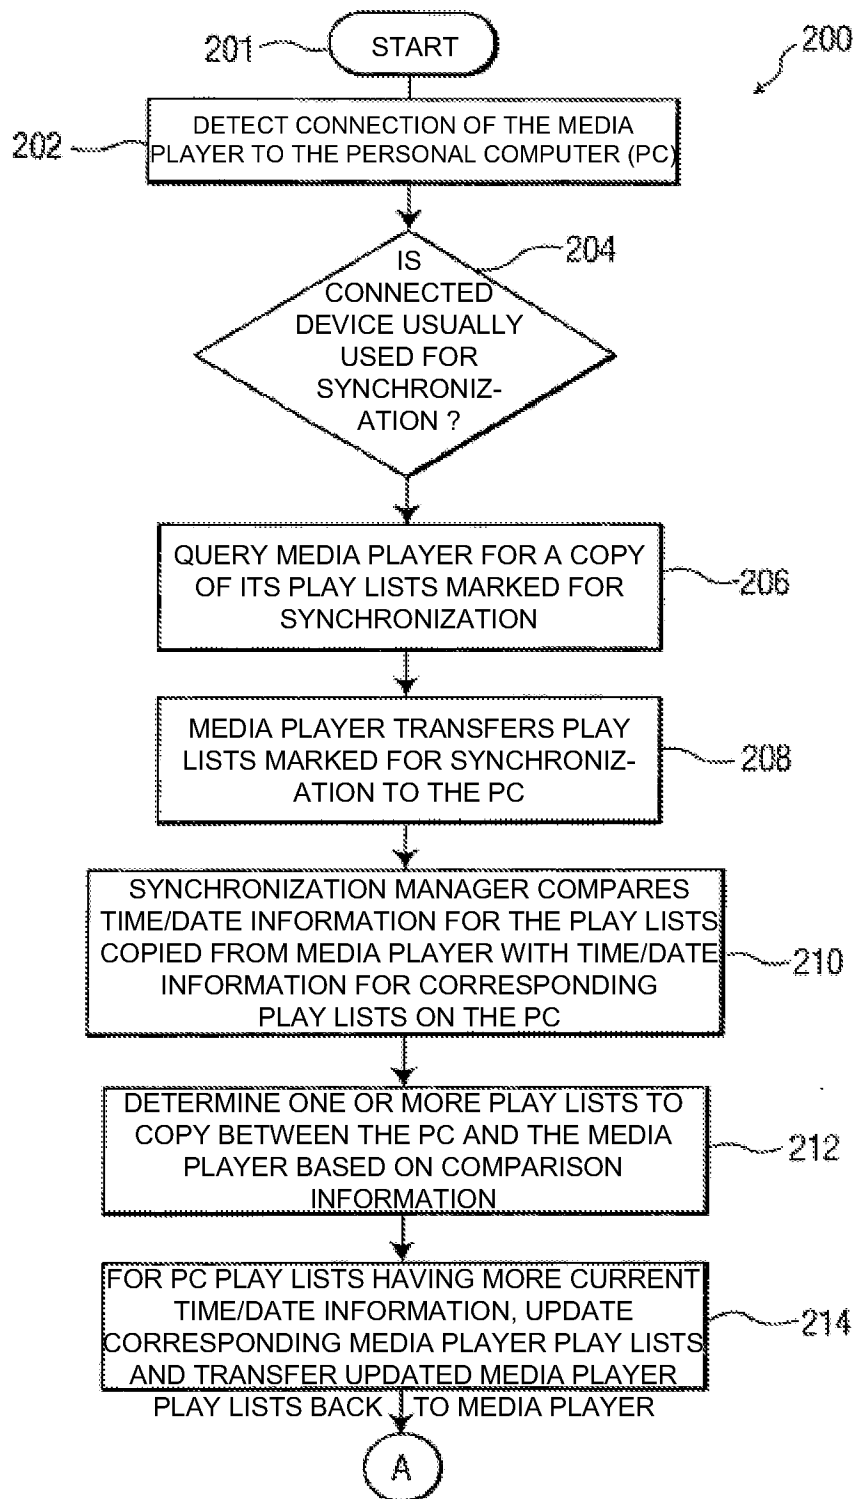 201
START
200
202
DETECT CONNECTION OF THE MEDIA
PLAYER TO THE PERSONAL COMPUTER (PC)
204
IS
CONNECTED
DEVICE USUALLY
USED FOR
SYNCHRONIZ-
ATION ?
QUERY MEDIA PLAYER FOR A COPY
OF ITS PLAY LISTS MARKED FOR
SYNCHRONIZATION
206
MEDIA PLAYER TRANSFERS PLAY
LISTS MARKED FOR SYNCHRONIZ-
ATION TO THE PC
208
SYNCHRONIZATION MANAGER COMPARES
TIME/DATE INFORMATION FOR THE PLAY LISTS
COPIED FROM MEDIA PLAYER WITH TIME/DATE
INFORMATION FOR CORRESPONDING
PLAY LISTS ON THE PC
210
DETERMINE ONE OR MORE PLAY LISTS TO
COPY BETWEEN THE PC AND THE MEDIA
PLAYER BASED ON COMPARISON
INFORMATION
212
FOR PC PLAY LISTS HAVING MORE CURRENT
TIME/DATE INFORMATION, UPDATE
CORRESPONDING MEDIA PLAYER PLAY LISTS
AND TRANSFER UPDATED MEDIA PLAYER
PLAY LISTS BACK TO MEDIA PLAYER
214
A